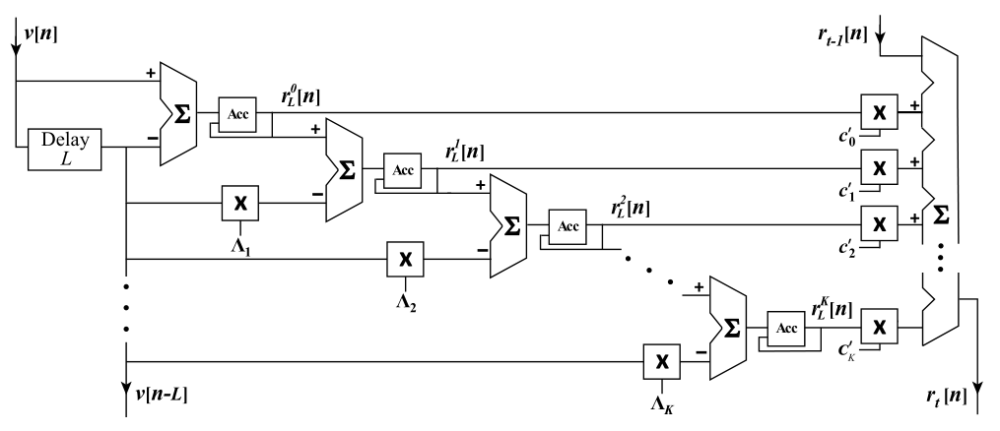 v[n]
r_{t-1}[n]
+
Σ
−
Delay
L
Acc
r_L^0[n]
X
+
c'_0
+
Σ
−
Acc
r_L^1[n]
X
+
c'_1
X
Λ_1
+
Σ
−
Acc
r_L^2[n]
X
+
c'_2
Σ
X
Λ_2
+
Σ
−
Acc
r_L^K[n]
X
c'_K
X
Λ_K
v[n-L]
r_t[n]